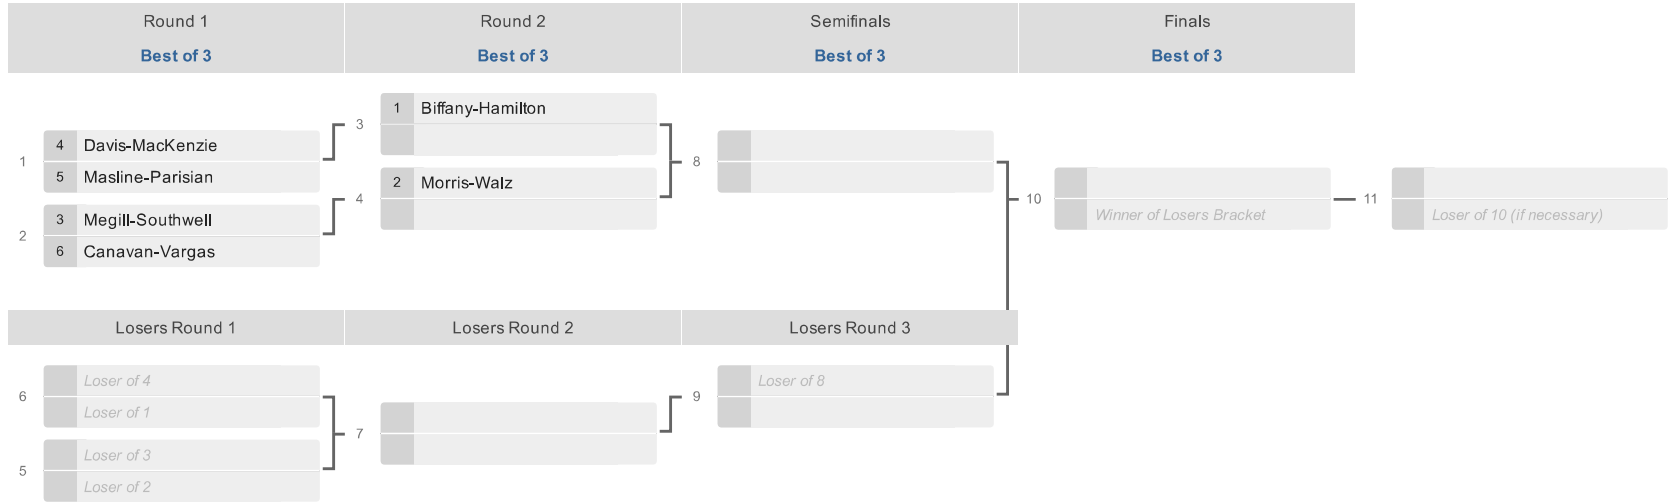 Round 1
Round 2
Semifinals
Finals
Best of 3
Best of 3
Best of 3
Best of 3
1
4 Davis-MacKenzie
5 Masline-Parisian
2
3 Megill-Southwell
6 Canavan-Vargas
3
1 Biffany-Hamilton
4
2 Morris-Walz
8
10
Winner of Losers Bracket
11
Loser of 10 (if necessary)
Losers Round 1
Losers Round 2
Losers Round 3
6
Loser of 4
Loser of 1
5
Loser of 3
Loser of 2
7
9
Loser of 8